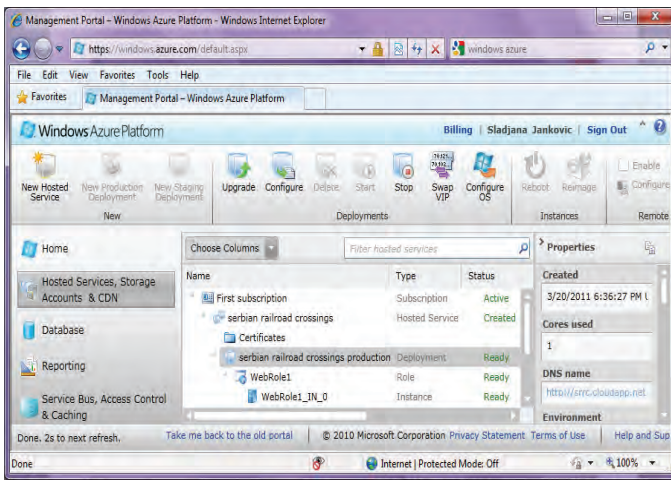 Management Portal – Windows Azure Platform - Windows Internet Explorer
https://windows.azure.com/default.aspx
windows azure
File Edit View Favorites Tools Help
Favorites Management Portal – Windows Azure Platform
Windows Azure Platform
Billing | Sladjana Jankovic | Sign Out
New Hosted Service
New Production Deployment
New Staging Deployment
Upgrade
Configure
Delete
Start
Stop
Swap VIP
Configure OS
Reboot
Reimage
Enable
Configure
New Deployments Instances Remote
Home
Hosted Services, Storage Accounts & CDN
Database
Reporting
Service Bus, Access Control & Caching
Choose Columns
Filter hosted services
Name Type Status
First subscription Subscription Active
serbian railroad crossings Hosted Service Created
Certificates
serbian railroad crossings production Deployment Ready
WebRole1 Role Ready
WebRole1_IN_0 Instance Ready
Properties
Created
3/20/2011 6:36:27 PM U
Cores used
1
DNS name
http://srrc.cloudapp.net
Environment
Done. 2s to next refresh. Take me back to the old portal © 2010 Microsoft Corporation Privacy Statement Terms of Use Help and Sup
Done Internet | Protected Mode: Off 100%